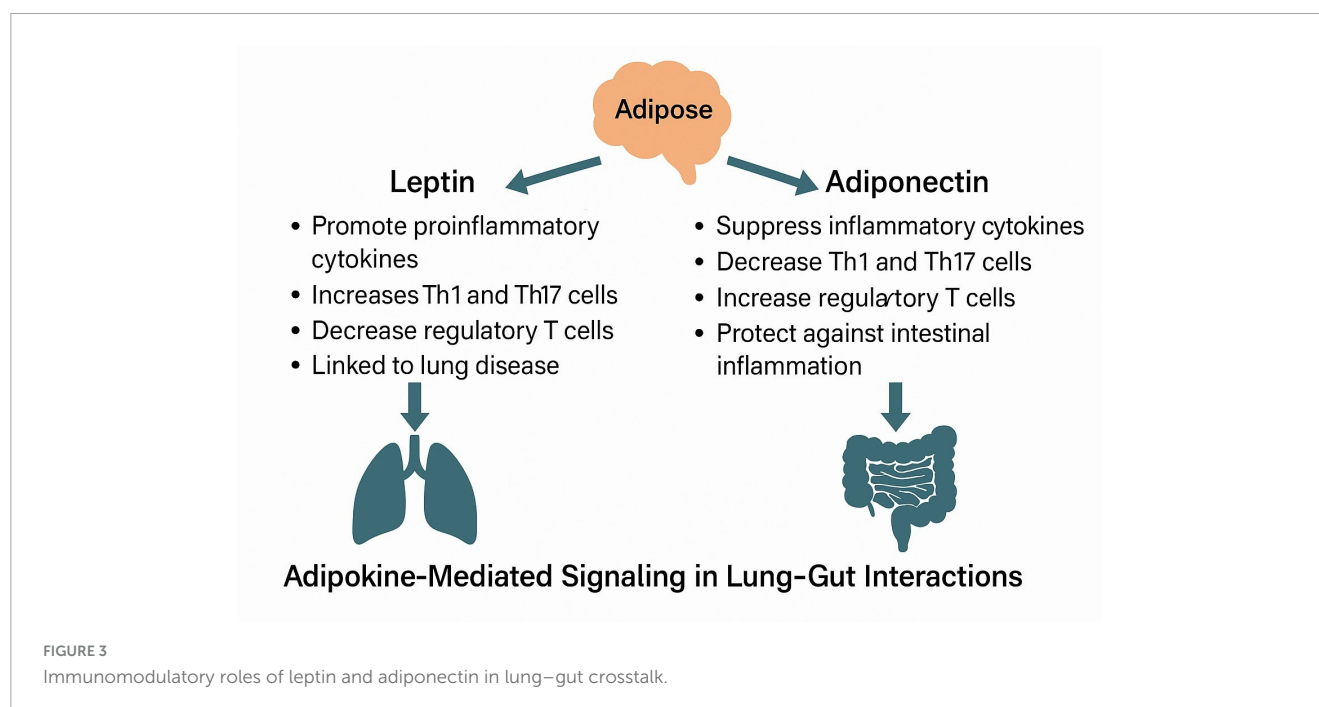 Adipose
Leptin
• Promote proinflammatory
cytokines
• Increases Th1 and Th17 cells
• Decrease regulatory T cells
• Linked to lung disease
Adiponectin
• Suppress inflammatory cytokines
• Decrease Th1 and Th17 cells
• Increase regulartory T cells
• Protect against intestinal
inflammation
Adipokine-Mediated Signaling in Lung–Gut Interactions
FIGURE 3
Immunomodulatory roles of leptin and adiponectin in lung–gut crosstalk.